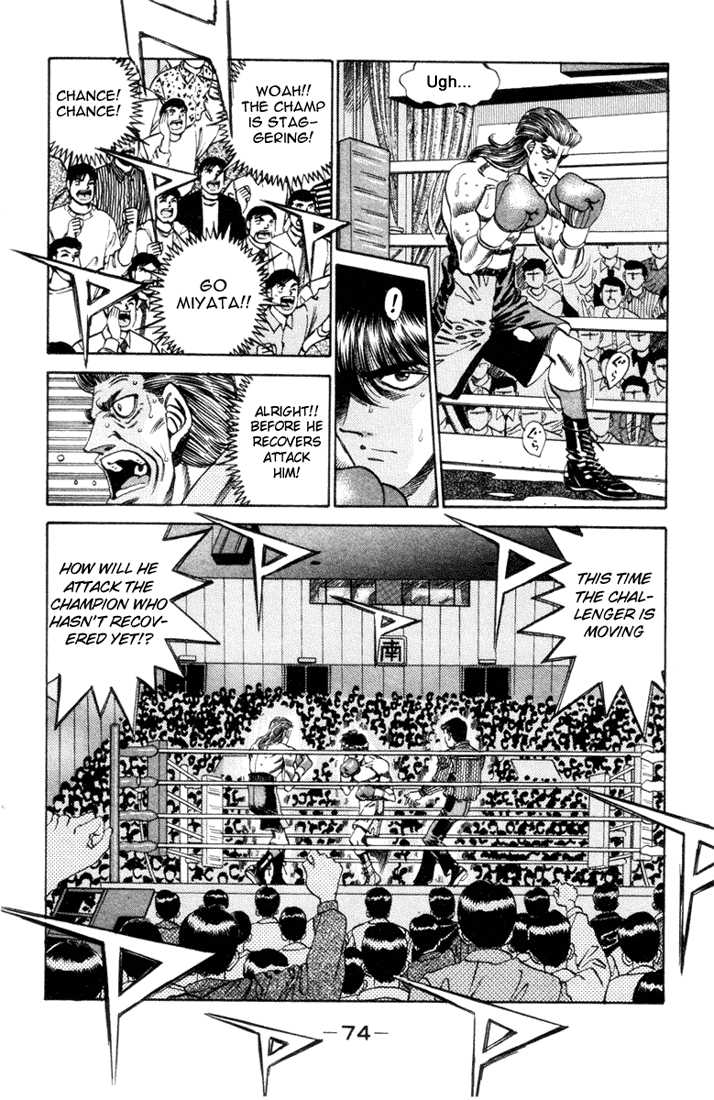 Ugh...
WOAH!!
THE CHAMP
IS STAG-
GERING!
CHANCE!
CHANCE!
GO
MIYATA!!
!
ALRIGHT!!
BEFORE HE
RECOVERS
ATTACK
HIM!
THIS TIME
THE CHAL-
LENGER IS
MOVING
HOW WILL HE
ATTACK THE
CHAMPION WHO
HASN'T RECOV-
ERED YET!?
南
-74-